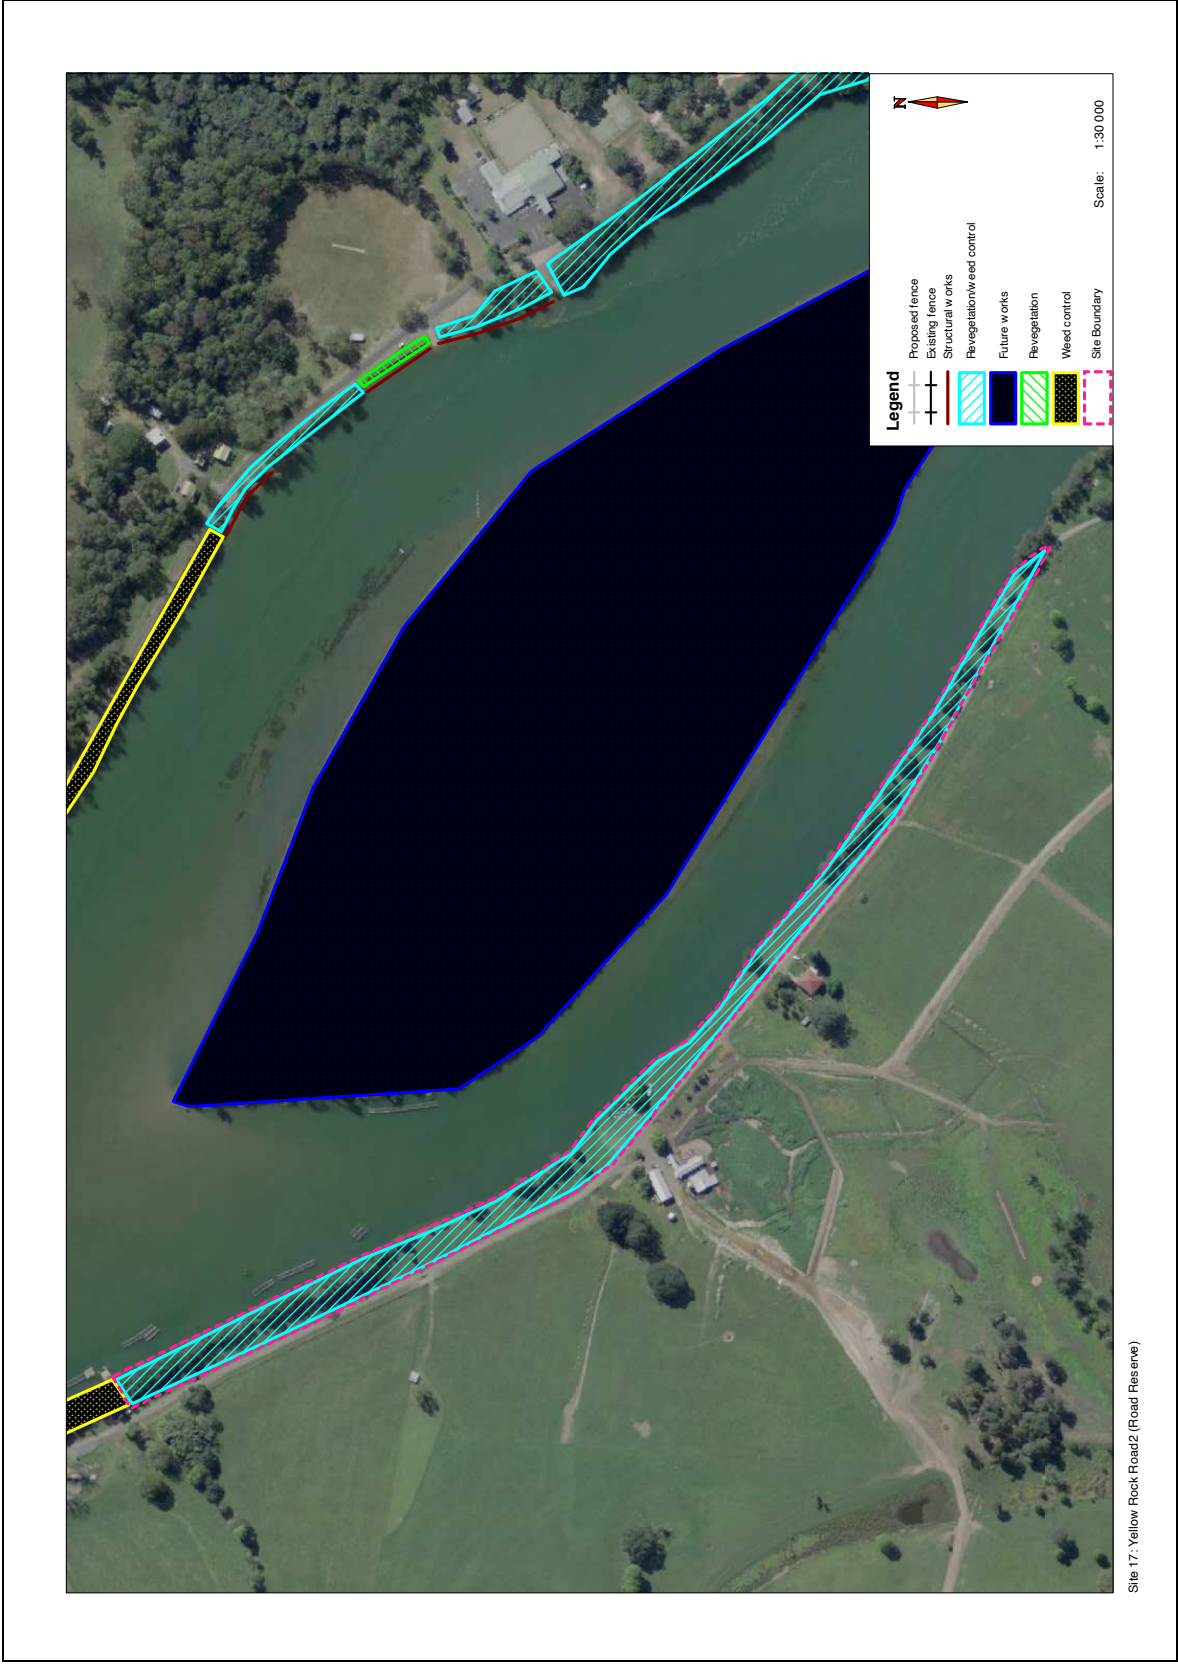 N
Legend
Proposed fence
Existing fence
Structural works
Revegetation/weed control
Future works
Revegetation
Weed control
Site Boundary
Scale: 1:30 000
Site 17: Yellow Rock Road2 (Road Reserve)